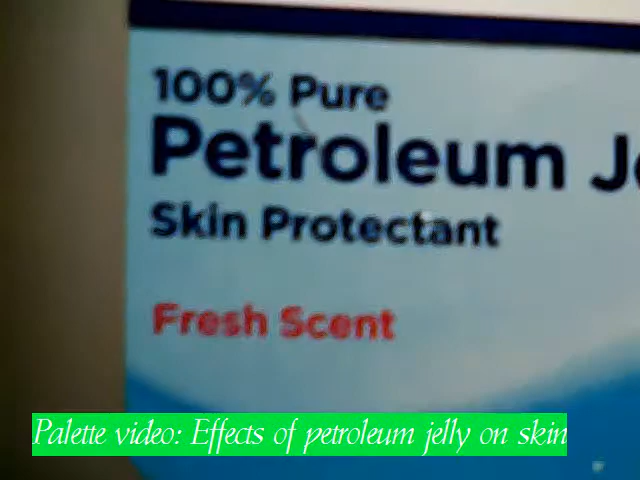 100% Pure
Petroleum J
Skin Protectant
Fresh Scent
Palette video: Effects of petroleum jelly on skin